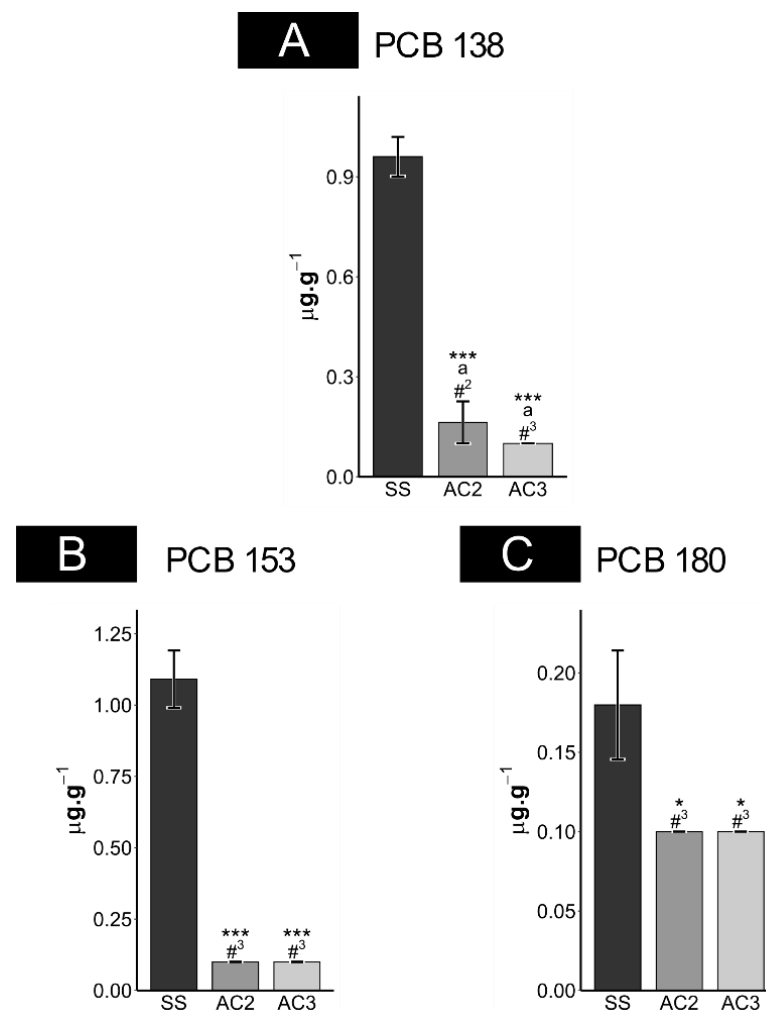 A PCB 138
μg.g⁻¹
0.9
0.6
0.3
0.0
***
a
#²
***
a
#³
SS AC2 AC3
B PCB 153
μg.g⁻¹
1.25
1.00
0.75
0.50
0.25
0.00
*** ***
#³ #³
SS AC2 AC3
C PCB 180
μg.g⁻¹
0.20
0.15
0.10
0.05
0.00
* *
#³ #³
SS AC2 AC3